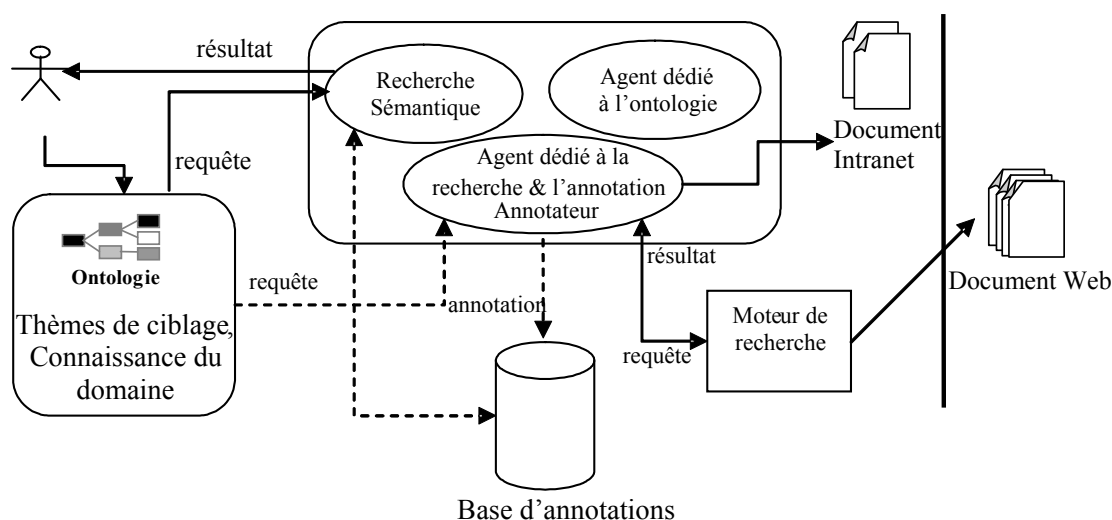 résultat
Recherche
Sémantique
Agent dédié
à l'ontologie
Document
Intranet
requête
Agent dédié à la
recherche & l'annotation
Annotateur
Ontologie
Thèmes de ciblage,
Connaissance du
domaine
requête
annotation
résultat
requête
Moteur de
recherche
Document Web
Base d'annotations